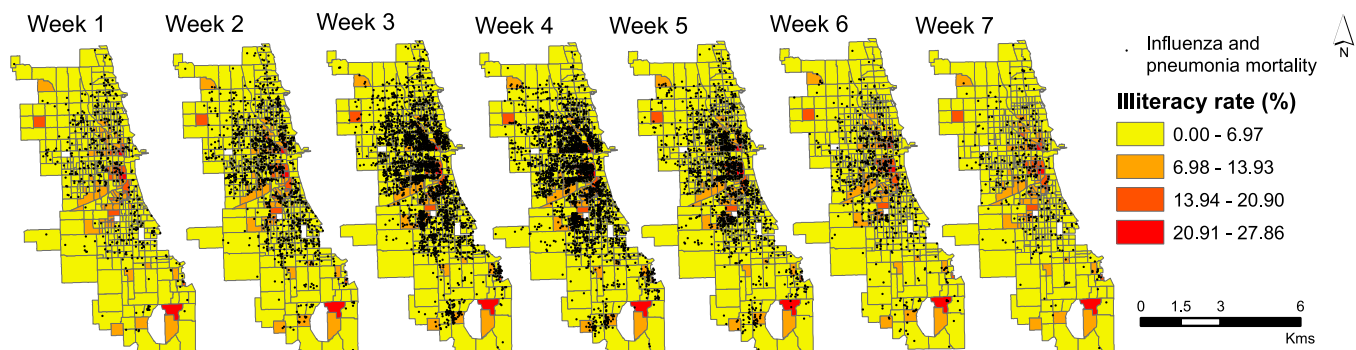 Week 1
Week 2
Week 3
Week 4
Week 5
Week 6
Week 7
Influenza and
pneumonia mortality
N
Illiteracy rate (%)
0.00 - 6.97
6.98 - 13.93
13.94 - 20.90
20.91 - 27.86
0 1.5 3 6
Kms